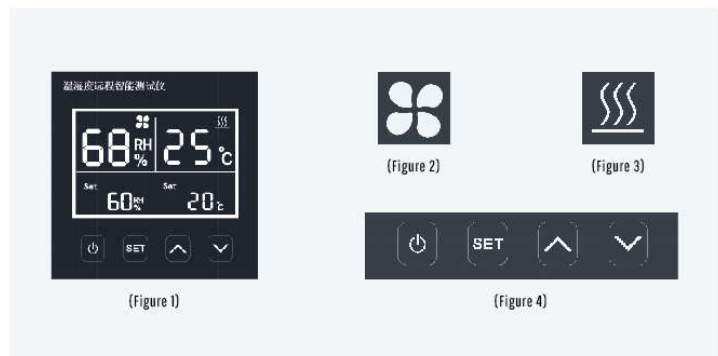 温湿度远程智能测试仪
68 RH % 25 °C
Set 60 RH % Set 20 °C
SET
(Figure 1)
(Figure 2)
(Figure 3)
SET
(Figure 4)